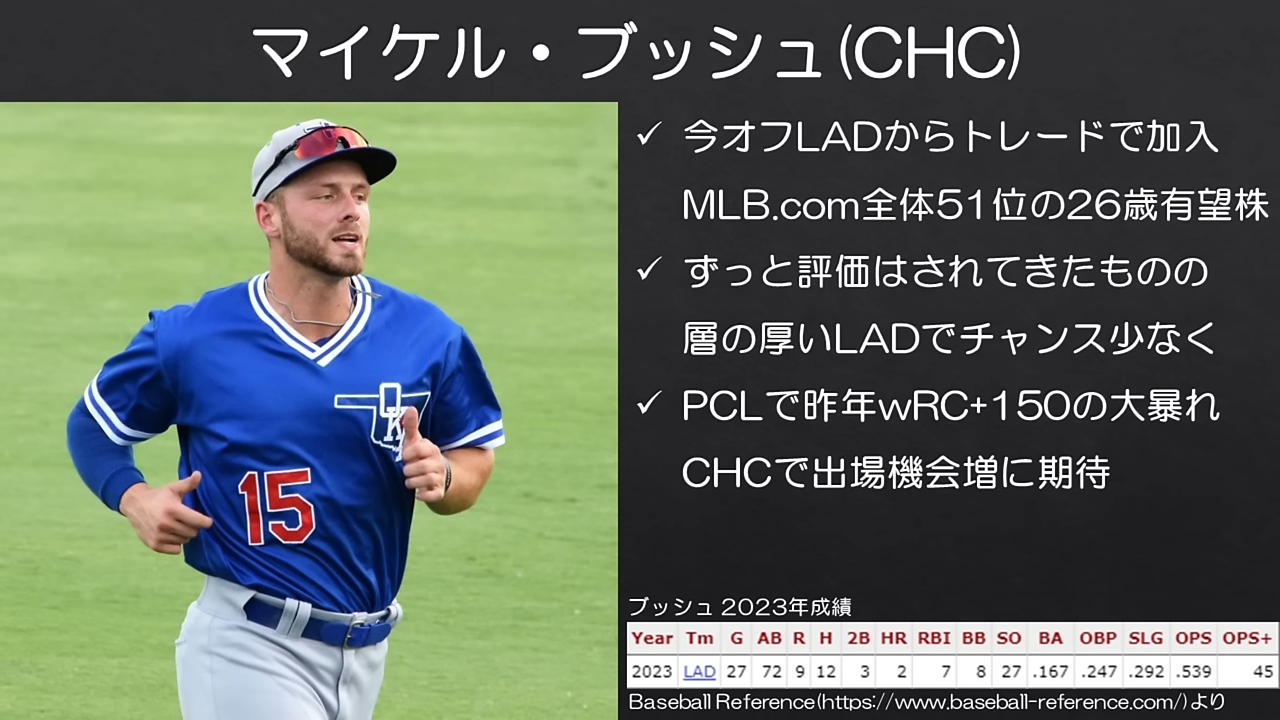 マイケル・ブッシュ(CHC)
✓ 今オフLADからトレードで加入
MLB.com全体51位の26歳有望株
✓ ずっと評価はされてきたものの
層の厚いLADでチャンス少なく
✓ PCLで昨年wRC+150の大暴れ
CHCで出場機会増に期待
K
15
ブッシュ 2023年成績
Year Tm G AB R H 2B HR RBI BB SO BA OBP SLG OPS OPS+
2023 LAD 27 72 9 12 3 2 7 8 27 .167 .247 .292 .539 45
Baseball Reference(https://www.baseball-reference.com/)より